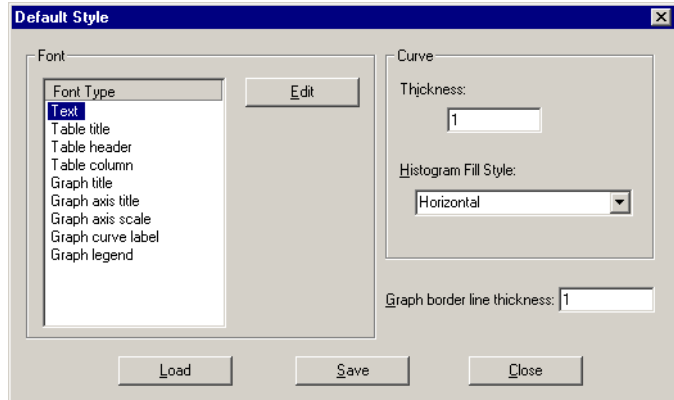 Default Style
Font
Font Type
Text
Table title
Table header
Table column
Graph title
Graph axis title
Graph axis scale
Graph curve label
Graph legend
Edit
Curve
Thickness:
1
Histogram Fill Style:
Horizontal
Graph border line thickness: 1
Load Save Close